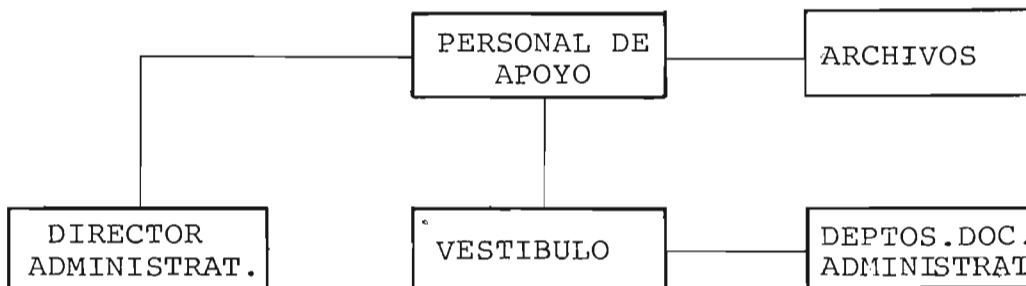 PERSONAL DE
APOYO
ARCHIVOS
DIRECTOR
ADMINISTRAT.
VESTIBULO
DEPTOS.DOC.
ADMINISTRAT